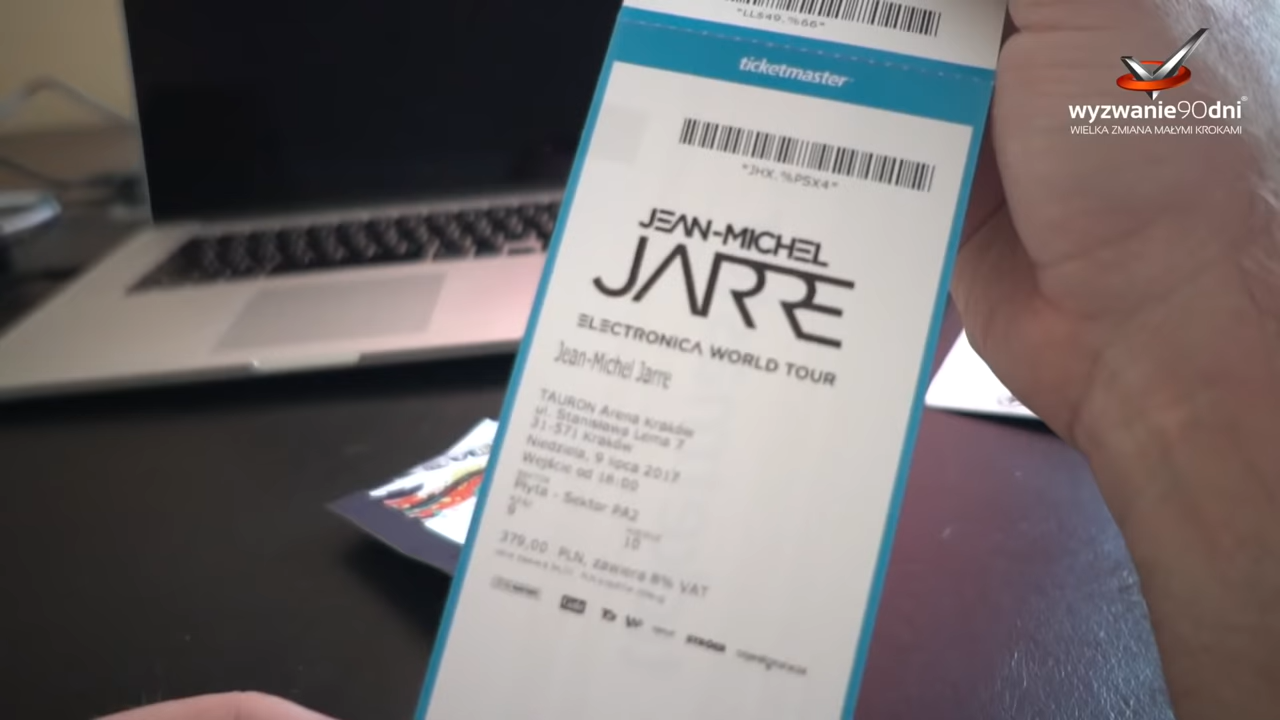 "LLS49.%66"
ticketmaster
wyzwanie90dni®
WIELKA ZMIANA MAŁYMI KROKAMI
"JHX.%PSX4"
JEAN-MICHEL
JARRE
ELECTRONICA WORLD TOUR
Jean-Michel Jarre
TAURON Arena Kraków
ul. Stanisława Lema 7
31-571 Kraków
Niedziela, 9 lipca 2017
Wejście od 18:00
Płyta - Sektor PA2
9
10
379,00 PLN, zawiera 8% VAT